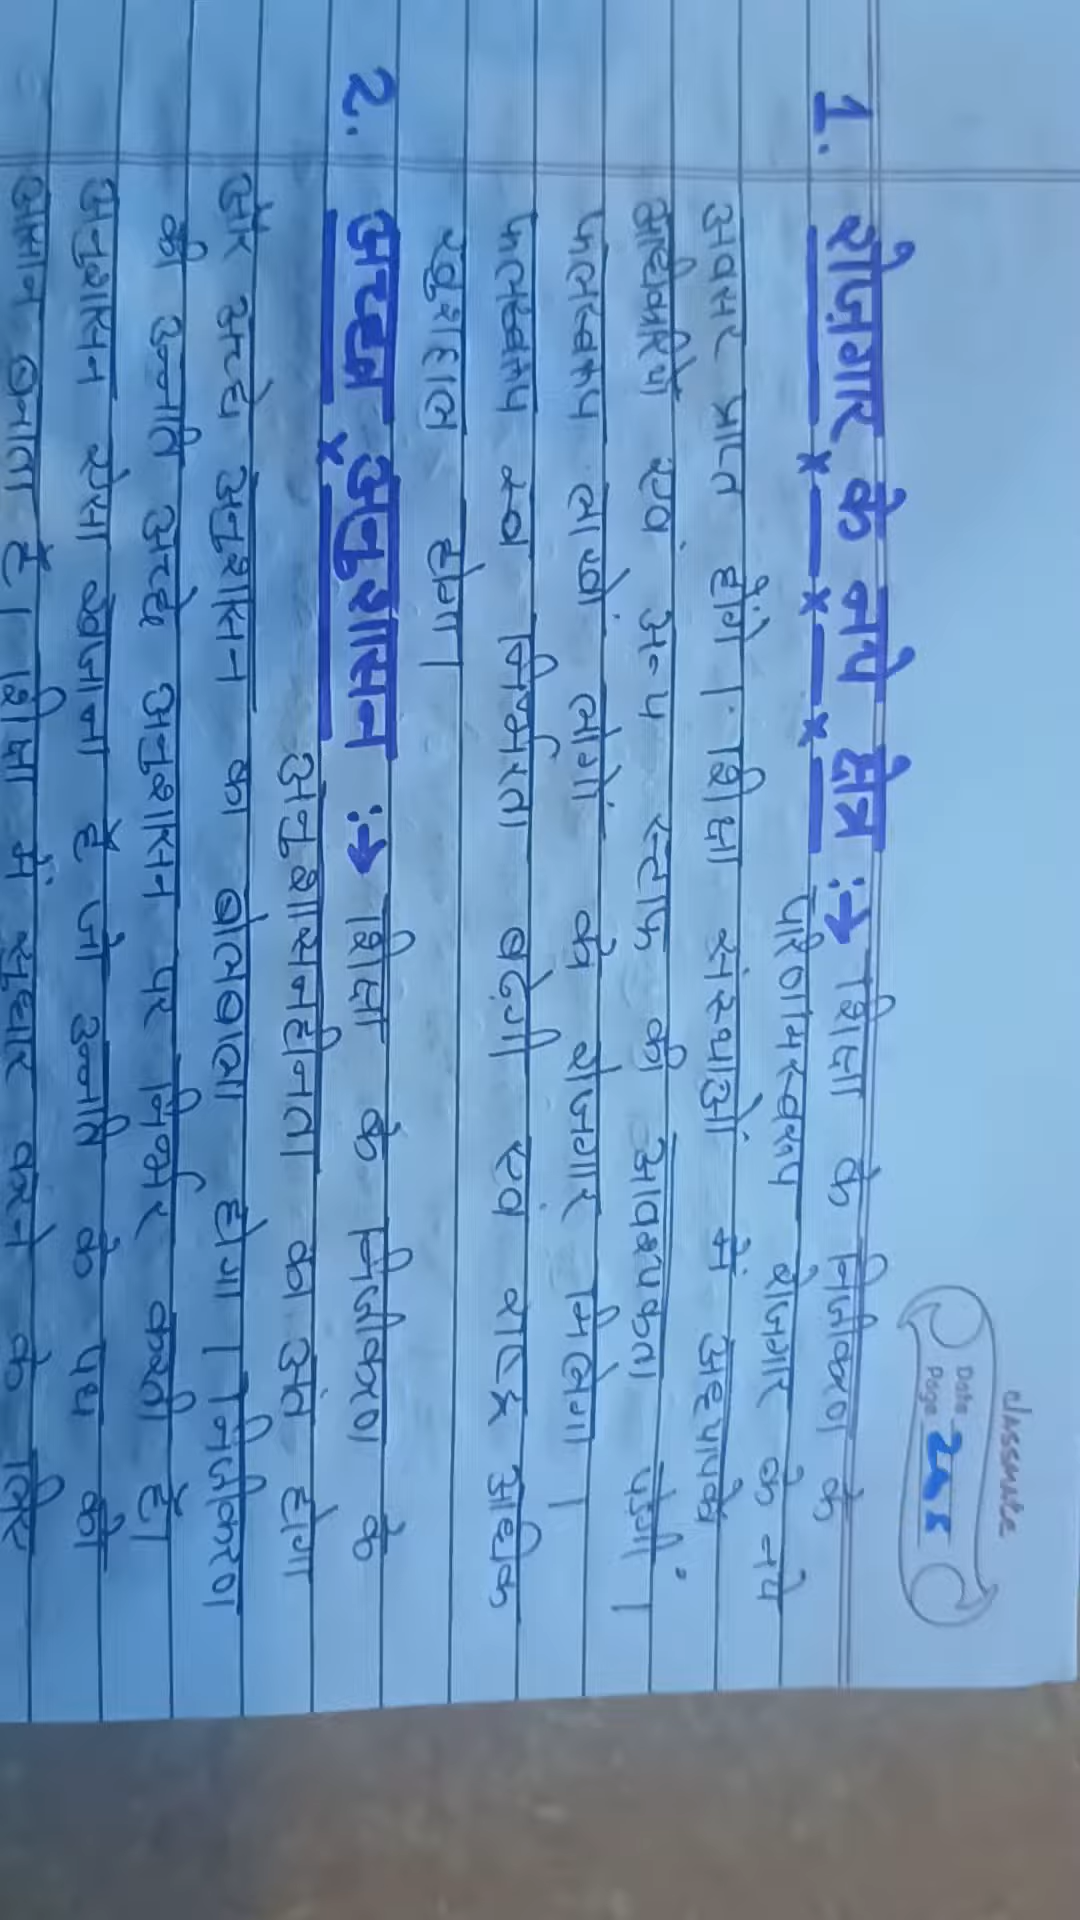 classmate
Date
Page 205
1. रोज़गार के नये क्षेत्र :→ शिक्षा के निजीकरण के
परिणामस्वरूप रोजगार के नये
अवसर प्राप्त होंगे। शिक्षा संस्थाओं में अध्यापकों
अधिकारियों एवं अन्य स्टाफ की आवश्यकता पड़ेगी।
फलस्वरूप लाखों लोगों को रोजगार मिलेगा।
फलस्वरूप स्व निर्भरता बढ़ेगी एवं राष्ट्र अधिक
खुशहाल होगा।
2. अच्छा अनुशासन :→ शिक्षा के निजीकरण के
अनुशासनहीनता का अंत होगा
और अच्छे अनुशासन का बोलबाला होगा। निजीकरण
की उन्नति अच्छे अनुशासन पर निर्भर करती है।
अनुशासन ऐसा खजाना है जो उन्नति के पथ को
आसान बनाता है। शिक्षा में सुधार करने के लिए